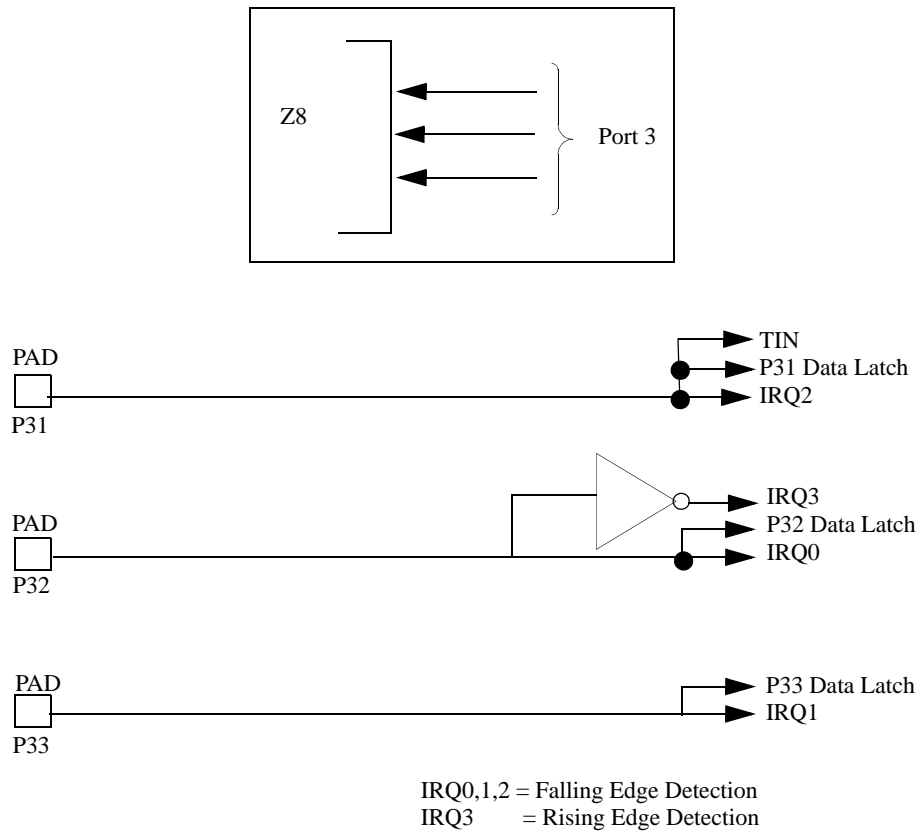 Z8
Port 3
PAD
P31
TIN
P31 Data Latch
IRQ2
PAD
P32
IRQ3
P32 Data Latch
IRQ0
PAD
P33
P33 Data Latch
IRQ1
IRQ0,1,2 = Falling Edge Detection
IRQ3 = Rising Edge Detection